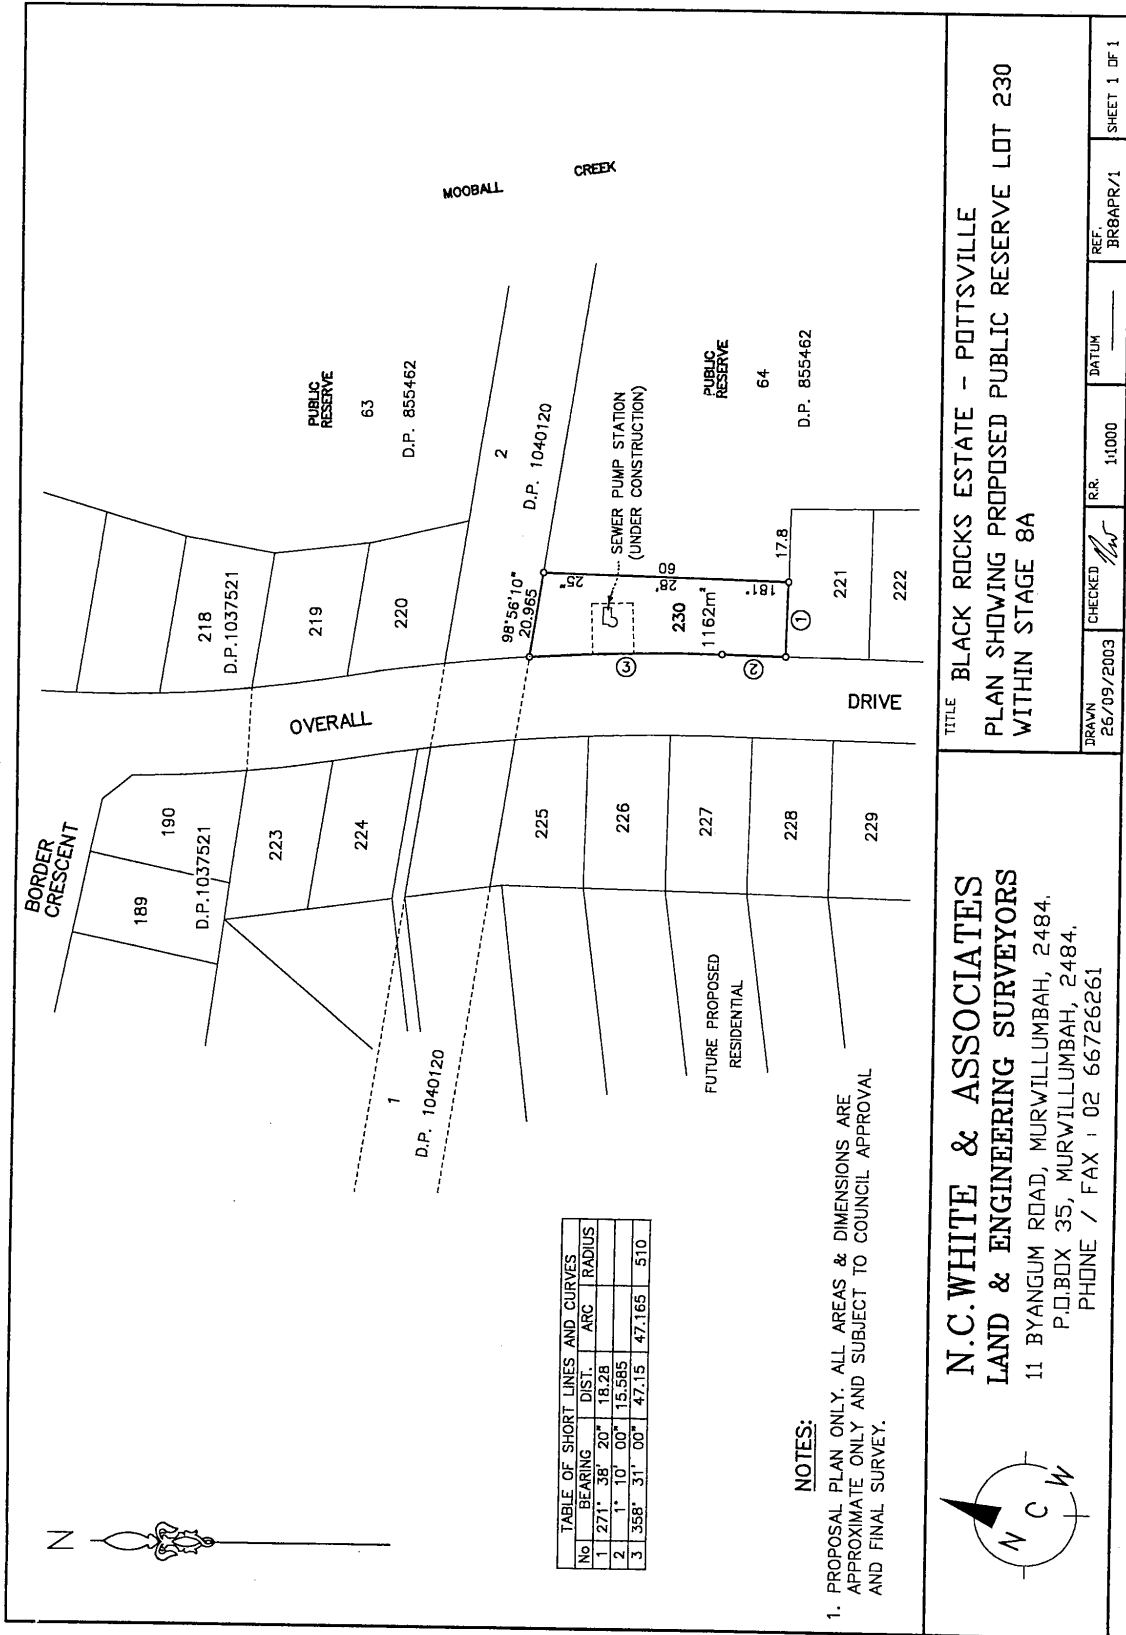 N
BORDER
CRESCENT
189
190
D.P.1037521
218
D.P.1037521
219
220
223
224
OVERALL
DRIVE
PUBLIC
RESERVE
63
D.P. 855462
MOOBALL
CREEK
2
D.P. 1040120
1
D.P. 1040120
98°56'10"
20.965
SEWER PUMP STATION
(UNDER CONSTRUCTION)
181° 28' 25"
60
230
1162m²
17.8
1
2
3
PUBLIC
RESERVE
64
D.P. 855462
221
222
225
226
227
228
229
FUTURE PROPOSED
RESIDENTIAL
TABLE OF SHORT LINES AND CURVES
No BEARING DIST. ARC RADIUS
1 271° 38' 20" 18.28
2 1° 10' 00" 15.585
3 358° 31' 00" 47.15 47.165 510
NOTES:
1. PROPOSAL PLAN ONLY. ALL AREAS & DIMENSIONS ARE
APPROXIMATE ONLY AND SUBJECT TO COUNCIL APPROVAL
AND FINAL SURVEY.
N C W
N.C.WHITE & ASSOCIATES
LAND & ENGINEERING SURVEYORS
11 BYANGUM ROAD, MURWILLUMBAH, 2484.
P.O.BOX 35, MURWILLUMBAH, 2484.
PHONE / FAX : 02 66726261
TITLE BLACK ROCKS ESTATE - POTTSVILLE
PLAN SHOWING PROPOSED PUBLIC RESERVE LOT 230
WITHIN STAGE 8A
DRAWN
26/09/2003
CHECKED
R.R.
1:1000
DATUM
REF.
BR8APR/1
SHEET 1 OF 1